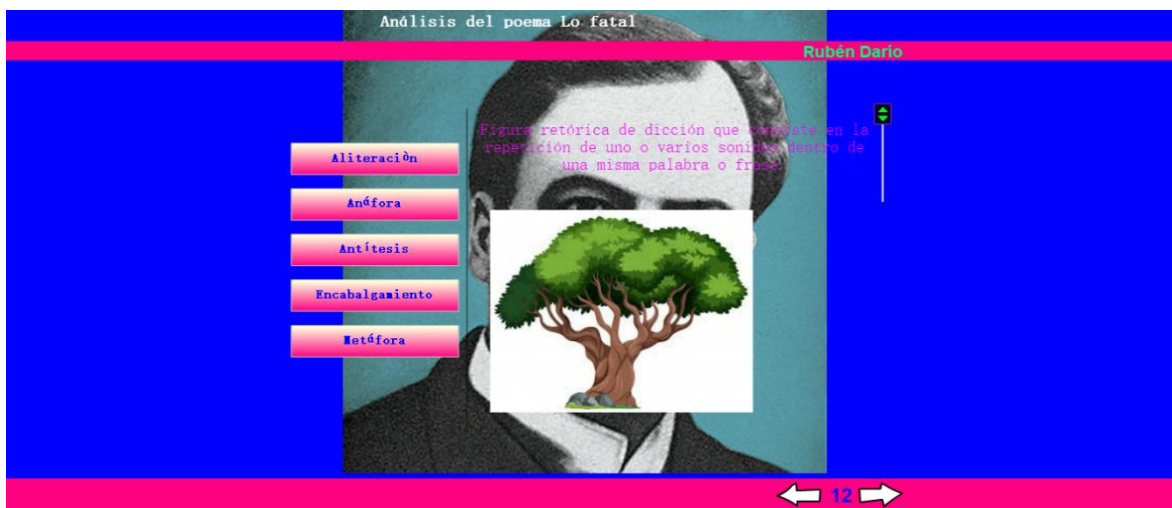 Análisis del poema Lo fatal
Rubén Dario
Figura retórica de dicción que consiste en la
repetición de uno o varios sonidos dentro de
una misma palabra o frase
Aliteraciòn
Anáfora
Antítesis
Encabalgamiento
Metáfora
12